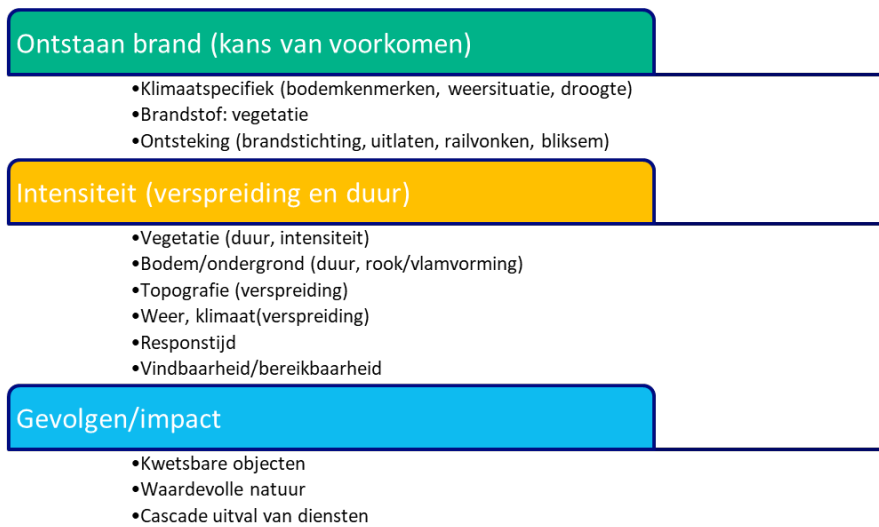 Ontstaan brand (kans van voorkomen)
•Klimaatspecifiek (bodemkenmerken, weersituatie, droogte)
•Brandstof: vegetatie
•Ontsteking (brandstichting, uitlaten, railvonken, bliksem)
Intensiteit (verspreiding en duur)
•Vegetatie (duur, intensiteit)
•Bodem/ondergrond (duur, rook/vlamvorming)
•Topografie (verspreiding)
•Weer, klimaat(verspreiding)
•Responstijd
•Vindbaarheid/bereikbaarheid
Gevolgen/impact
•Kwetsbare objecten
•Waardevolle natuur
•Cascade uitval van diensten